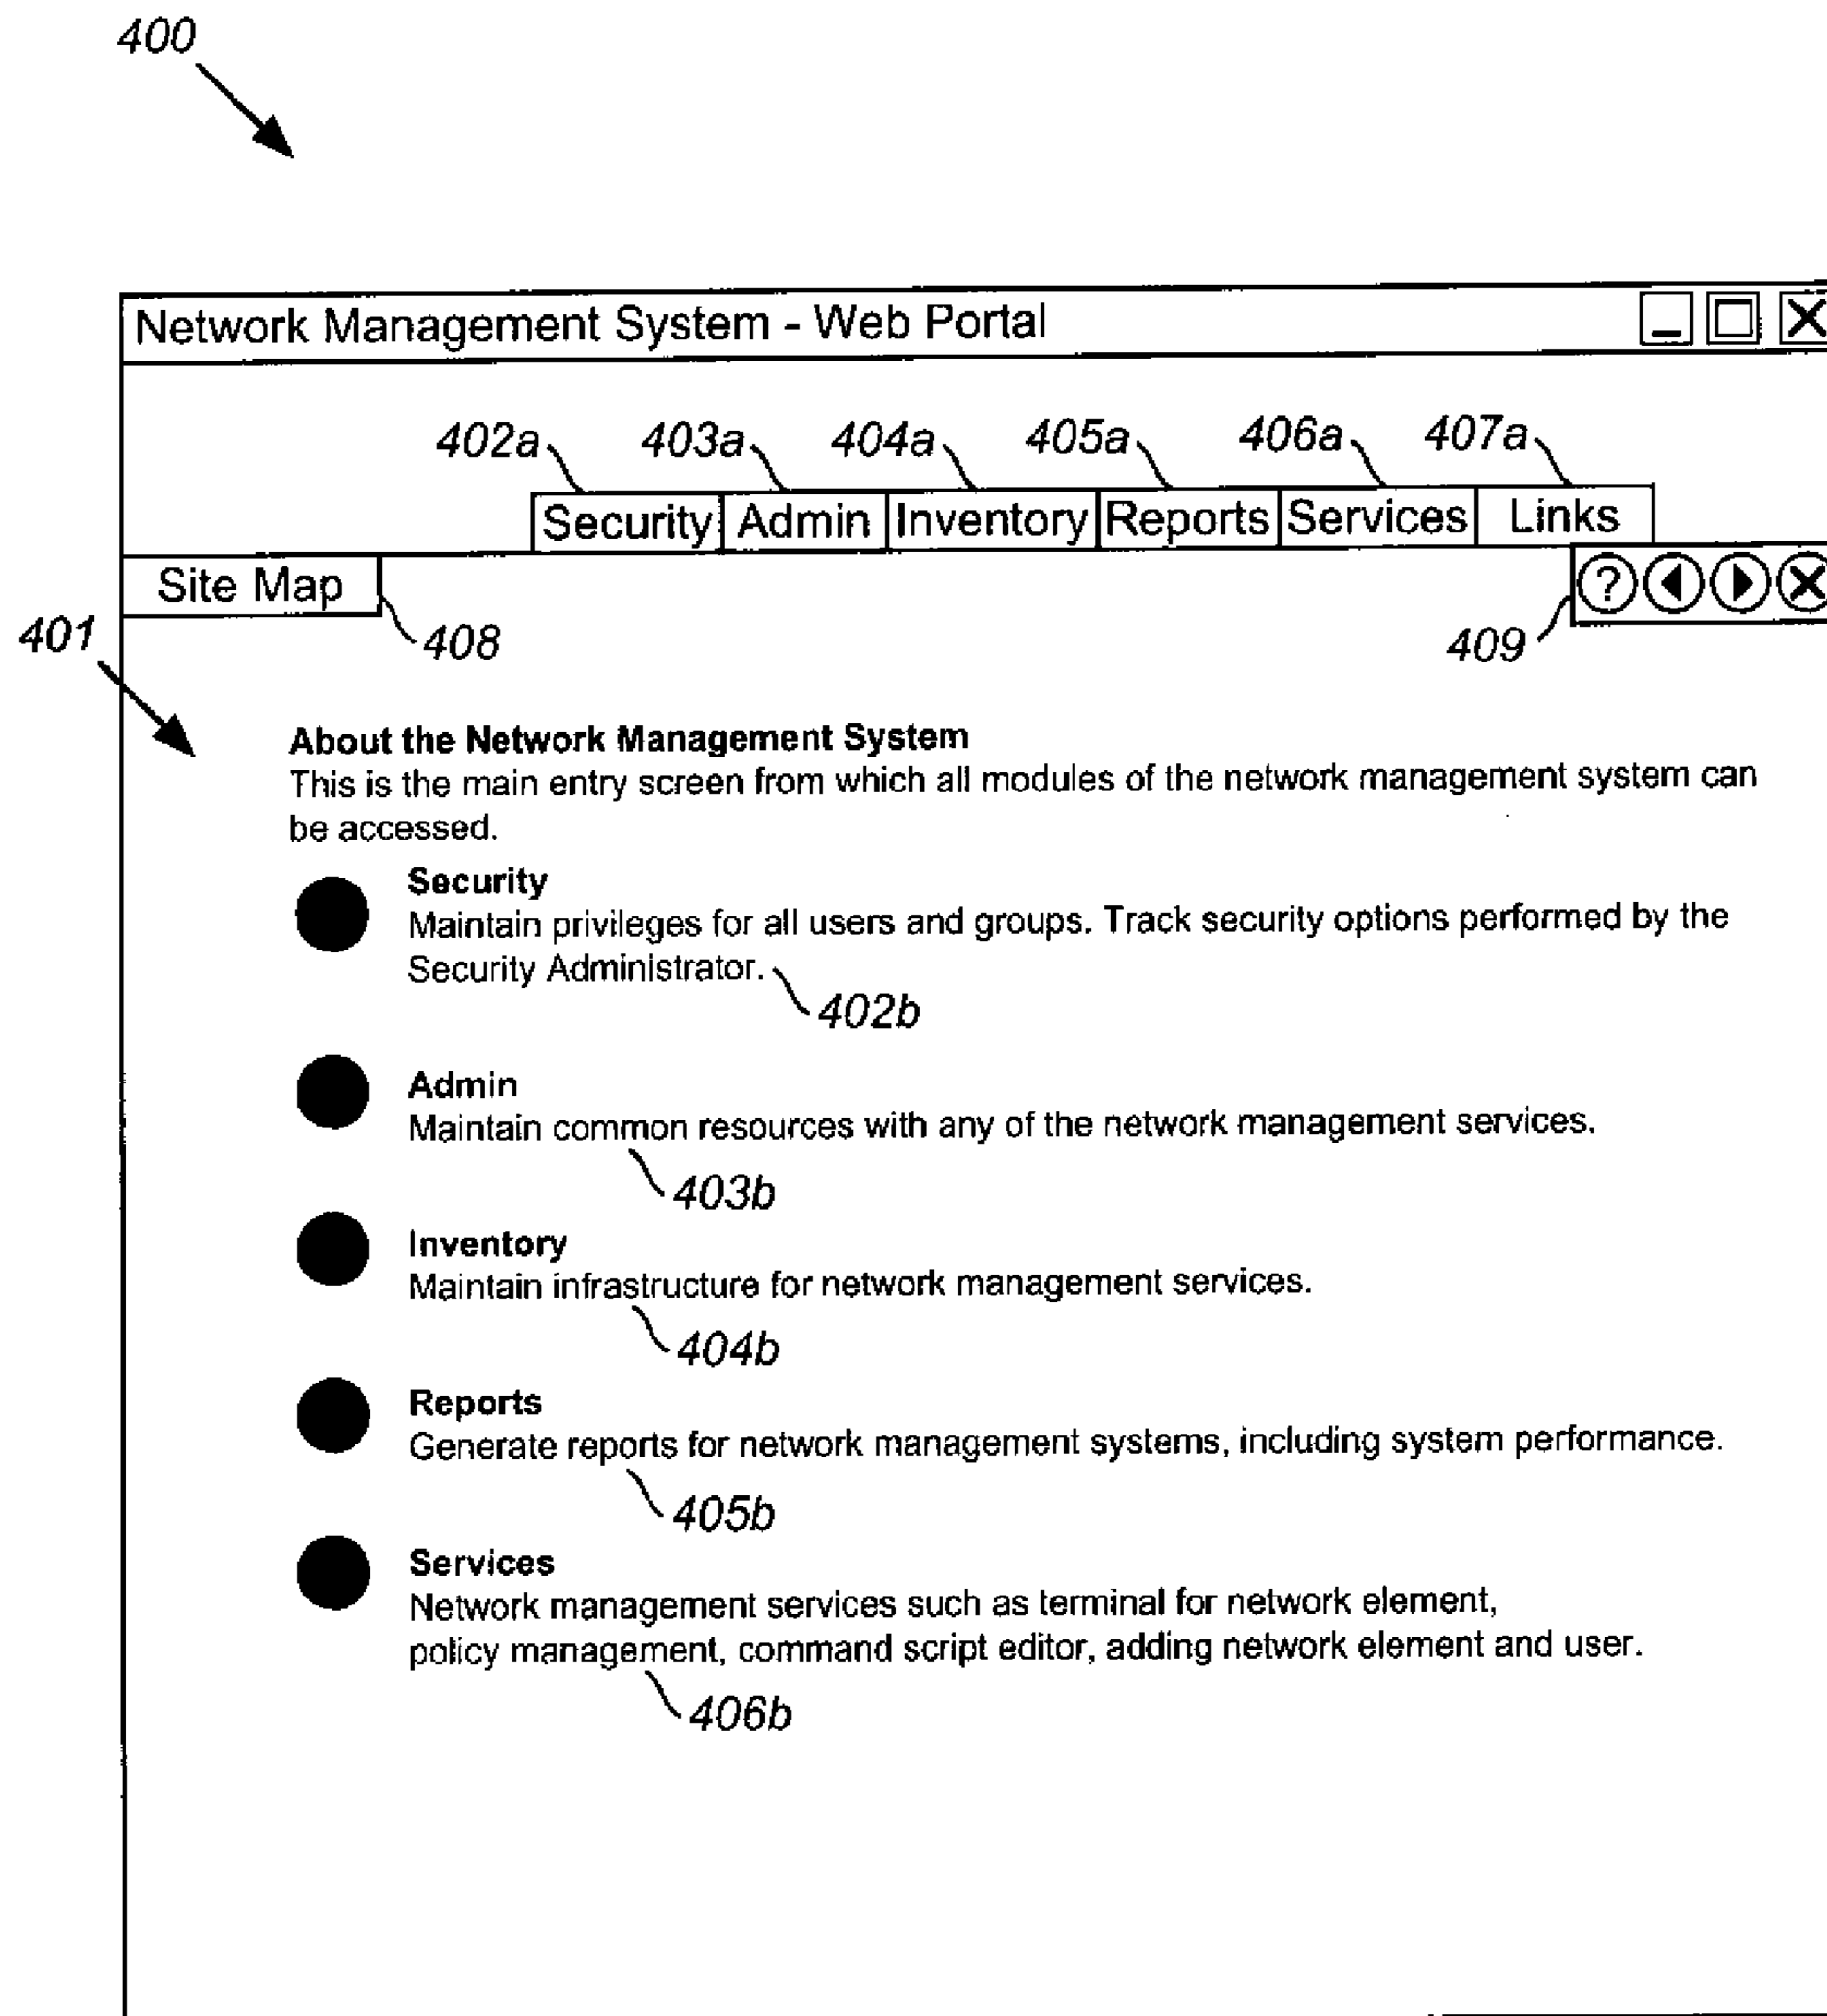 400
Network Management System - Web Portal
402a 403a 404a 405a 406a 407a
Security Admin Inventory Reports Services Links
Site Map ?
401 408 409
About the Network Management System
This is the main entry screen from which all modules of the network management system can
be accessed.
Security
Maintain privileges for all users and groups. Track security options performed by the
Security Administrator.
402b
Admin
Maintain common resources with any of the network management services.
403b
Inventory
Maintain infrastructure for network management services.
404b
Reports
Generate reports for network management systems, including system performance.
405b
Services
Network management services such as terminal for network element,
policy management, command script editor, adding network element and user.
406b